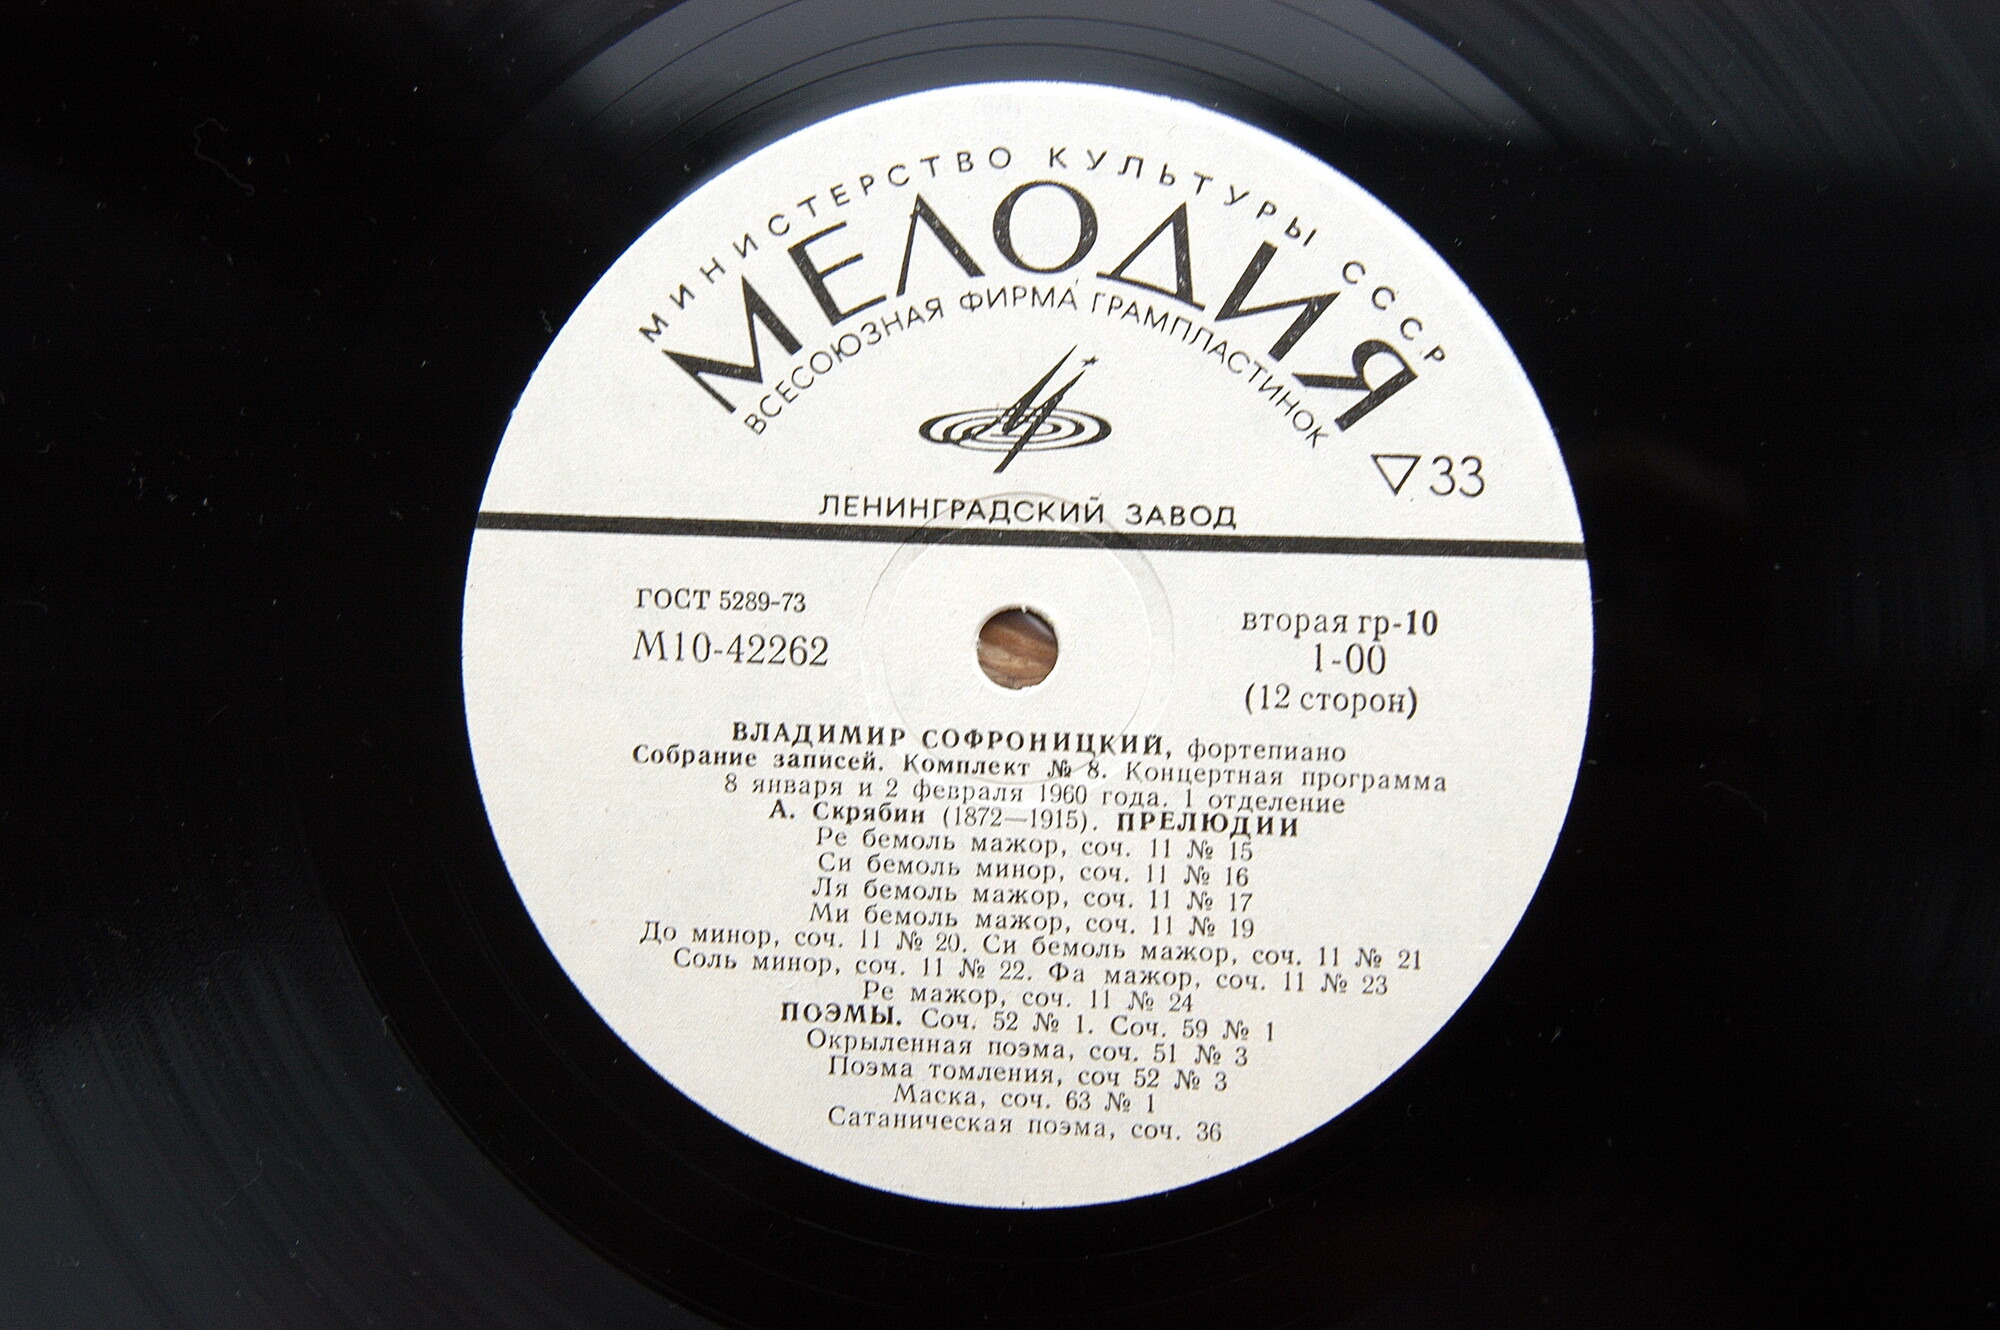 МИНИСТЕРСТВО КУЛЬТУРЫ СССР
МЕЛОДИЯ
ВСЕСОЮЗНАЯ ФИРМА ГРАМПЛАСТИНОК
▽33
ЛЕНИНГРАДСКИЙ ЗАВОД
ГОСТ 5289-73
М10-42262
вторая гр-10
1-00
(12 сторон)
ВЛАДИМИР СОФРОНИЦКИЙ, фортепиано
Собрание записей. Комплект № 8. Концертная программа
8 января и 2 февраля 1960 года. 1 отделение
А. Скрябин (1872—1915). ПРЕЛЮДИИ
Ре бемоль мажор, соч. 11 № 15
Си бемоль минор, соч. 11 № 16
Ля бемоль мажор, соч. 11 № 17
Ми бемоль мажор, соч. 11 № 19
До минор, соч. 11 № 20. Си бемоль мажор, соч. 11 № 21
Соль минор, соч. 11 № 22. Фа мажор, соч. 11 № 23
Ре мажор, соч. 11 № 24
ПОЭМЫ. Соч. 52 № 1. Соч. 59 № 1
Окрыленная поэма, соч. 51 № 3
Поэма томления, соч 52 № 3
Маска, соч. 63 № 1
Сатаническая поэма, соч. 36